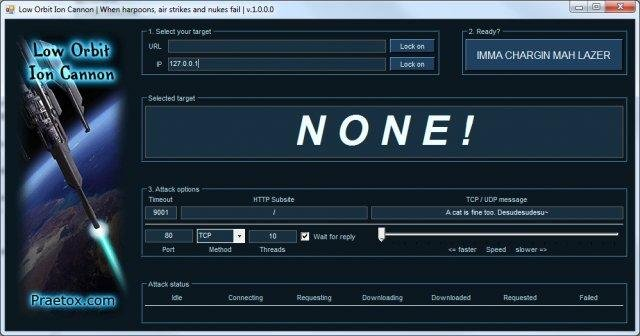 Low Orbit Ion Cannon | When harpoons, air strikes and nukes fail | v.1.0.0.0
Low Orbit
Ion Cannon
Praetox.com
1. Select your target
URL
Lock on
IP
127.0.0.1
Lock on
2. Ready?
IMMA CHARGIN MAH LAZER
Selected target
NONE!
3. Attack options
Timeout
HTTP Subsite
TCP / UDP message
9001
/
A cat is fine too. Desudesudesu~
80
TCP
10
Wait for reply
Port
Method
Threads
<= faster
Speed
slower =>
Attack status
Idle
Connecting
Requesting
Downloading
Downloaded
Requested
Failed